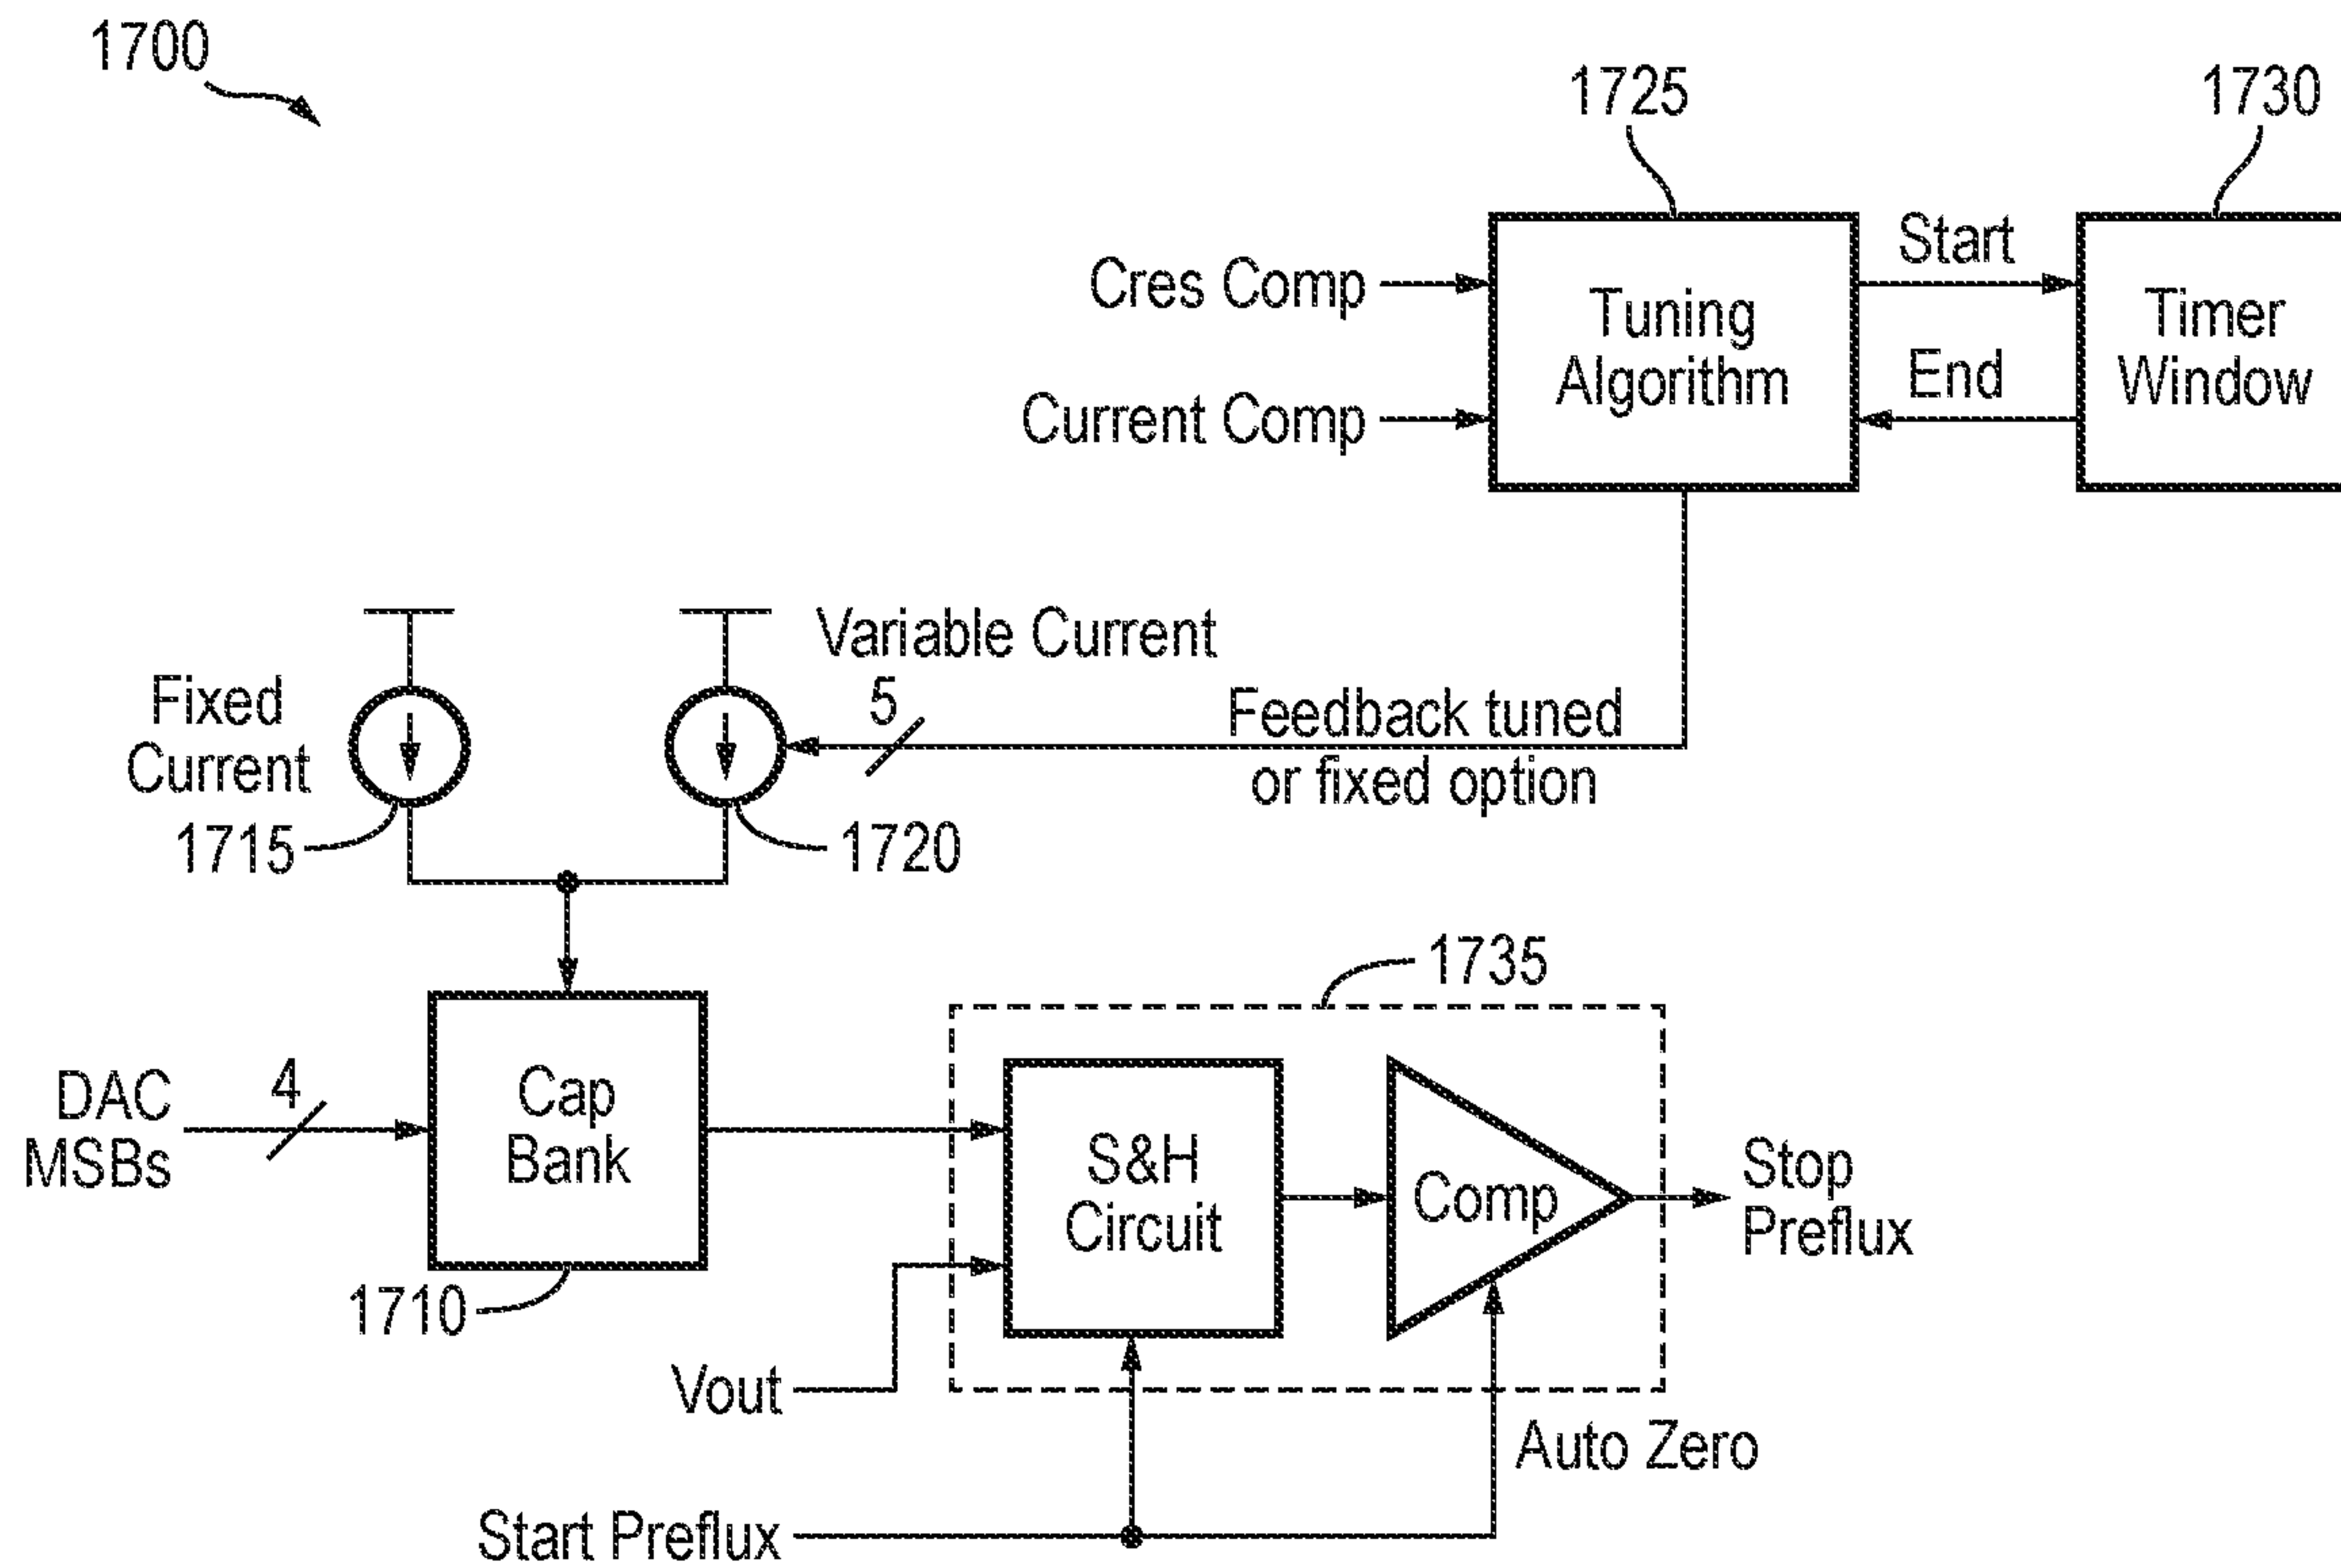 1700
1725
1730
Cres Comp
Current Comp
Tuning
Algorithm
Start
End
Timer
Window
Variable Current
Fixed
Current
5
Feedback tuned
or fixed option
1715
1720
1735
DAC
MSBs
4
Cap
Bank
S&H
Circuit
Comp
Stop
Preflux
1710
Vout
Auto Zero
Start Preflux